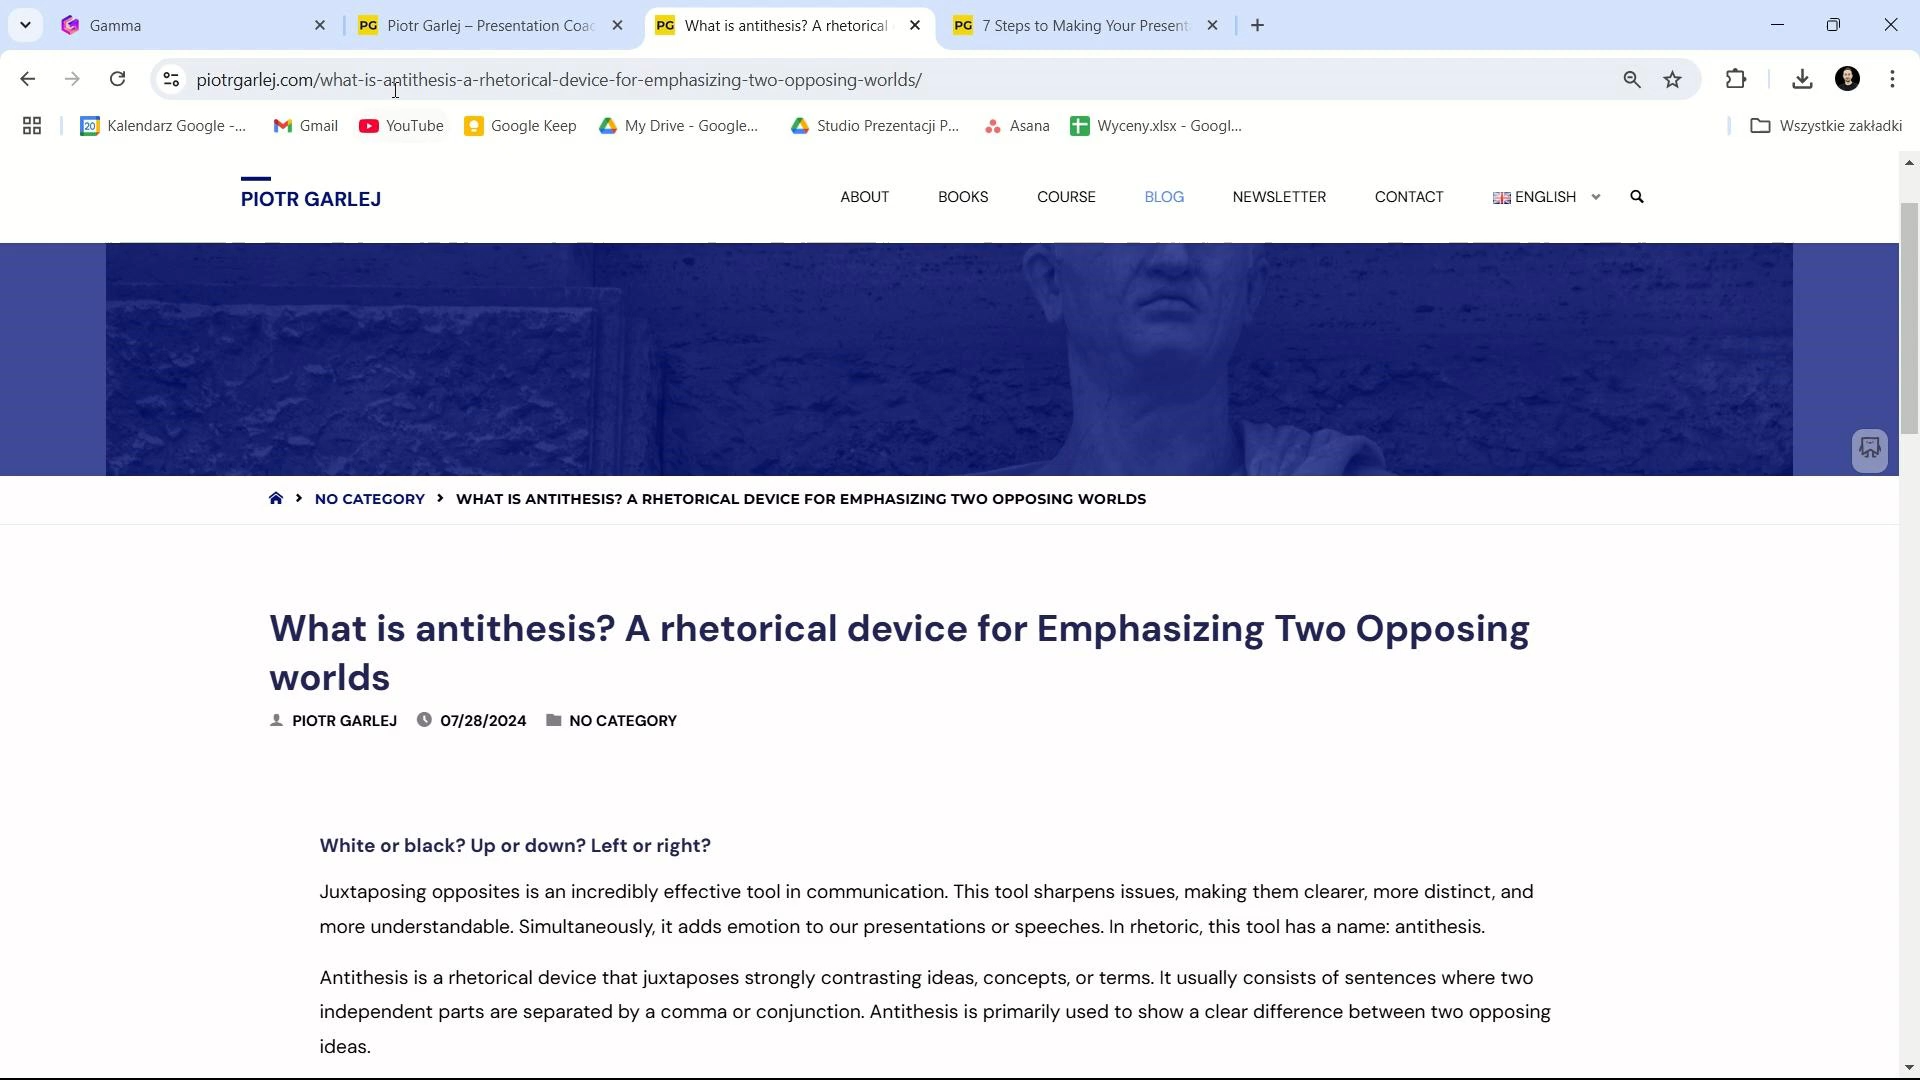 Gamma
PG Piotr Garlej – Presentation Coac
PG What is antithesis? A rhetorical
PG 7 Steps to Making Your Present
piotrgarlej.com/what-is-antithesis-a-rhetorical-device-for-emphasizing-two-opposing-worlds/
20 Kalendarz Google -...
Gmail
YouTube
Google Keep
My Drive - Google...
Studio Prezentacji P...
Asana
Wyceny.xlsx - Googl...
Wszystkie zakładki
PIOTR GARLEJ
ABOUT
BOOKS
COURSE
BLOG
NEWSLETTER
CONTACT
ENGLISH
NO CATEGORY
WHAT IS ANTITHESIS? A RHETORICAL DEVICE FOR EMPHASIZING TWO OPPOSING WORLDS
What is antithesis? A rhetorical device for Emphasizing Two Opposing
worlds
PIOTR GARLEJ 07/28/2024 NO CATEGORY
White or black? Up or down? Left or right?
Juxtaposing opposites is an incredibly effective tool in communication. This tool sharpens issues, making them clearer, more distinct, and
more understandable. Simultaneously, it adds emotion to our presentations or speeches. In rhetoric, this tool has a name: antithesis.
Antithesis is a rhetorical device that juxtaposes strongly contrasting ideas, concepts, or terms. It usually consists of sentences where two
independent parts are separated by a comma or conjunction. Antithesis is primarily used to show a clear difference between two opposing
ideas.